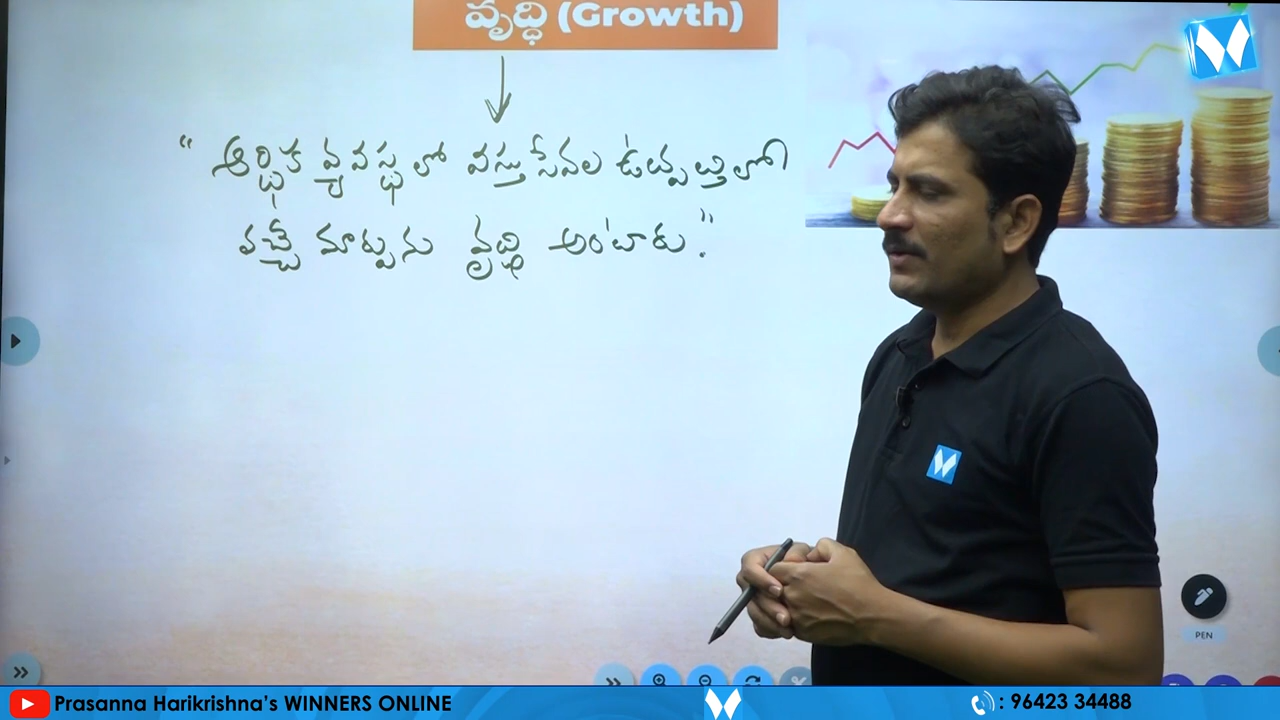 వృద్ధి (Growth)
“ ఆర్థిక వ్యవస్థలో వస్తు సేవల ఉత్పత్తిలో
వచ్చే మార్పును వృద్ధి అంటారు.”
PEN
Prasanna Harikrishna's WINNERS ONLINE
: 96423 34488